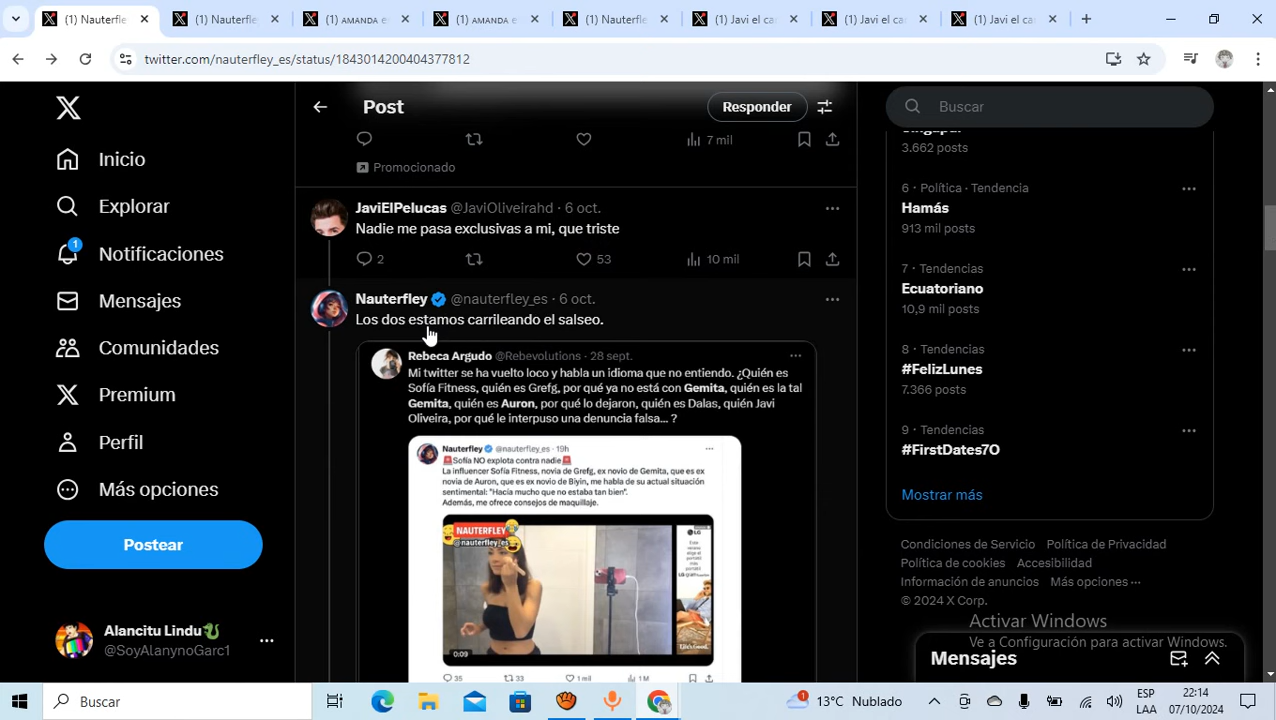 (1) Nauterfley
(1) Nauterfley
(1) ᴀᴍᴀɴᴅᴀ e
(1) ᴀᴍᴀɴᴅᴀ e
(1) Nauterfley
(1) Javi el car
(1) Javi el car
(1) Javi el car
twitter.com/nauterfley_es/status/1843014200404377812
Inicio
Explorar
1
Notificaciones
Mensajes
Comunidades
Premium
Perfil
Más opciones
Postear
Alancitu Lindu🐉
@SoyAlanynoGarc1
Post
Responder
7 mil
Promocionado
JaviElPelucas @JaviOliveirahd · 6 oct.
Nadie me pasa exclusivas a mi, que triste
2 53 10 mil
Nauterfley @nauterfley_es · 6 oct.
Los dos estamos carrileando el salseo.
Rebeca Argudo @Rebevolutions · 28 sept.
Mi twitter se ha vuelto loco y habla un idioma que no entiendo. ¿Quién es
Sofía Fitness, quién es Grefg, por qué ya no está con Gemita, quién es la tal
Gemita, quién es Auron, por qué lo dejaron, quién es Dalas, quién Javi
Oliveira, por qué le interpuso una denuncia falsa... ?
Nauterfley @nauterfley_es · 19h
🚨Sofía NO explota contra nadie🚨
La influencer Sofía Fitness, novia de Grefg, ex novio de Gemita, que es ex
novia de Auron, que es ex novio de Biyin, me habla de su actual situación
sentimental: "Hacía mucho que no estaba tan bien".
Además, me ofrece consejos de maquillaje.
NAUTERFLEY
@nauterfley_es
LG
0:09
35 33 1 mil 1M
Buscar
3.662 posts
6 · Política · Tendencia
Hamás
913 mil posts
7 · Tendencias
Ecuatoriano
10,9 mil posts
8 · Tendencias
#FelizLunes
7.366 posts
9 · Tendencias
#FirstDates7O
Mostrar más
Condiciones de Servicio Política de Privacidad
Política de cookies Accesibilidad
Información de anuncios Más opciones ···
© 2024 X Corp.
Activar Windows
Ve a Configuración para activar Windows.
Mensajes
Buscar
1
13°C Nublado
ESP
LAA
22:14
07/10/2024